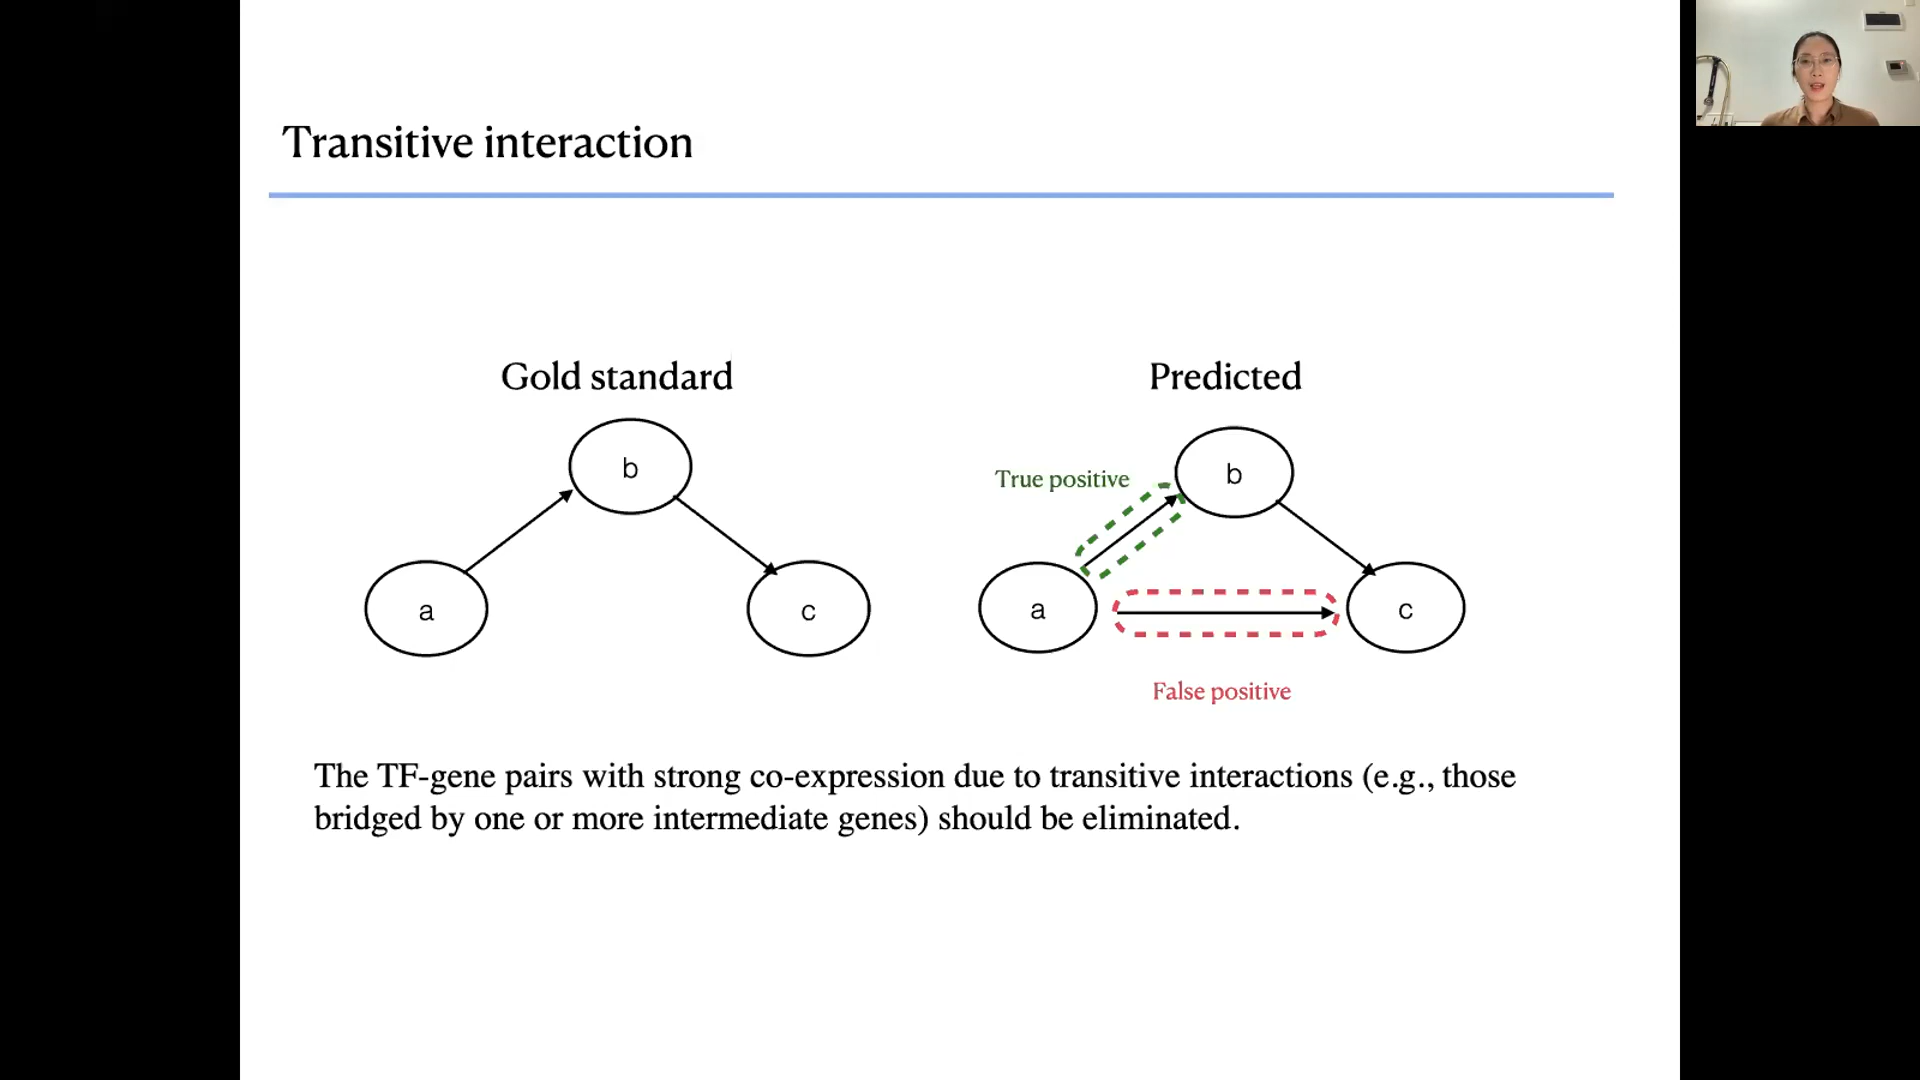 Transitive interaction
Gold standard
Predicted
b
True positive
b
a
c
a
c
False positive
The TF-gene pairs with strong co-expression due to transitive interactions (e.g., those
bridged by one or more intermediate genes) should be eliminated.